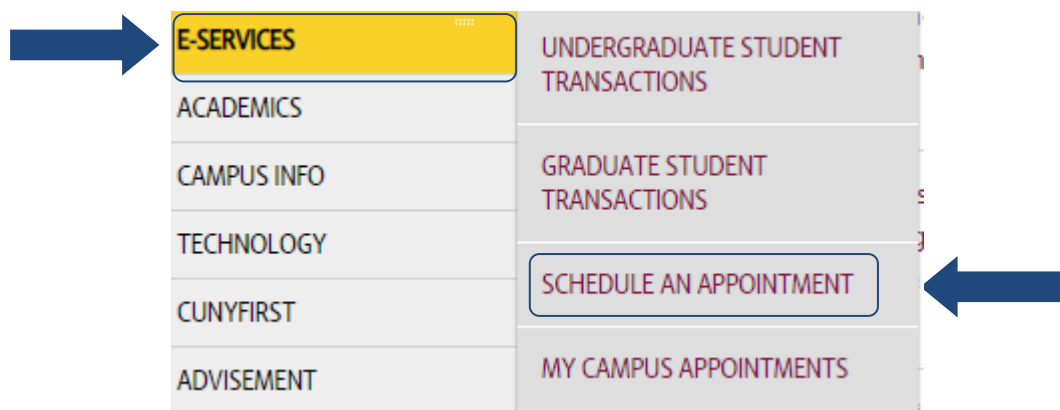 E-SERVICES
ACADEMICS
CAMPUS INFO
TECHNOLOGY
CUNYFIRST
ADVISEMENT
UNDERGRADUATE STUDENT
TRANSACTIONS
GRADUATE STUDENT
TRANSACTIONS
SCHEDULE AN APPOINTMENT
MY CAMPUS APPOINTMENTS